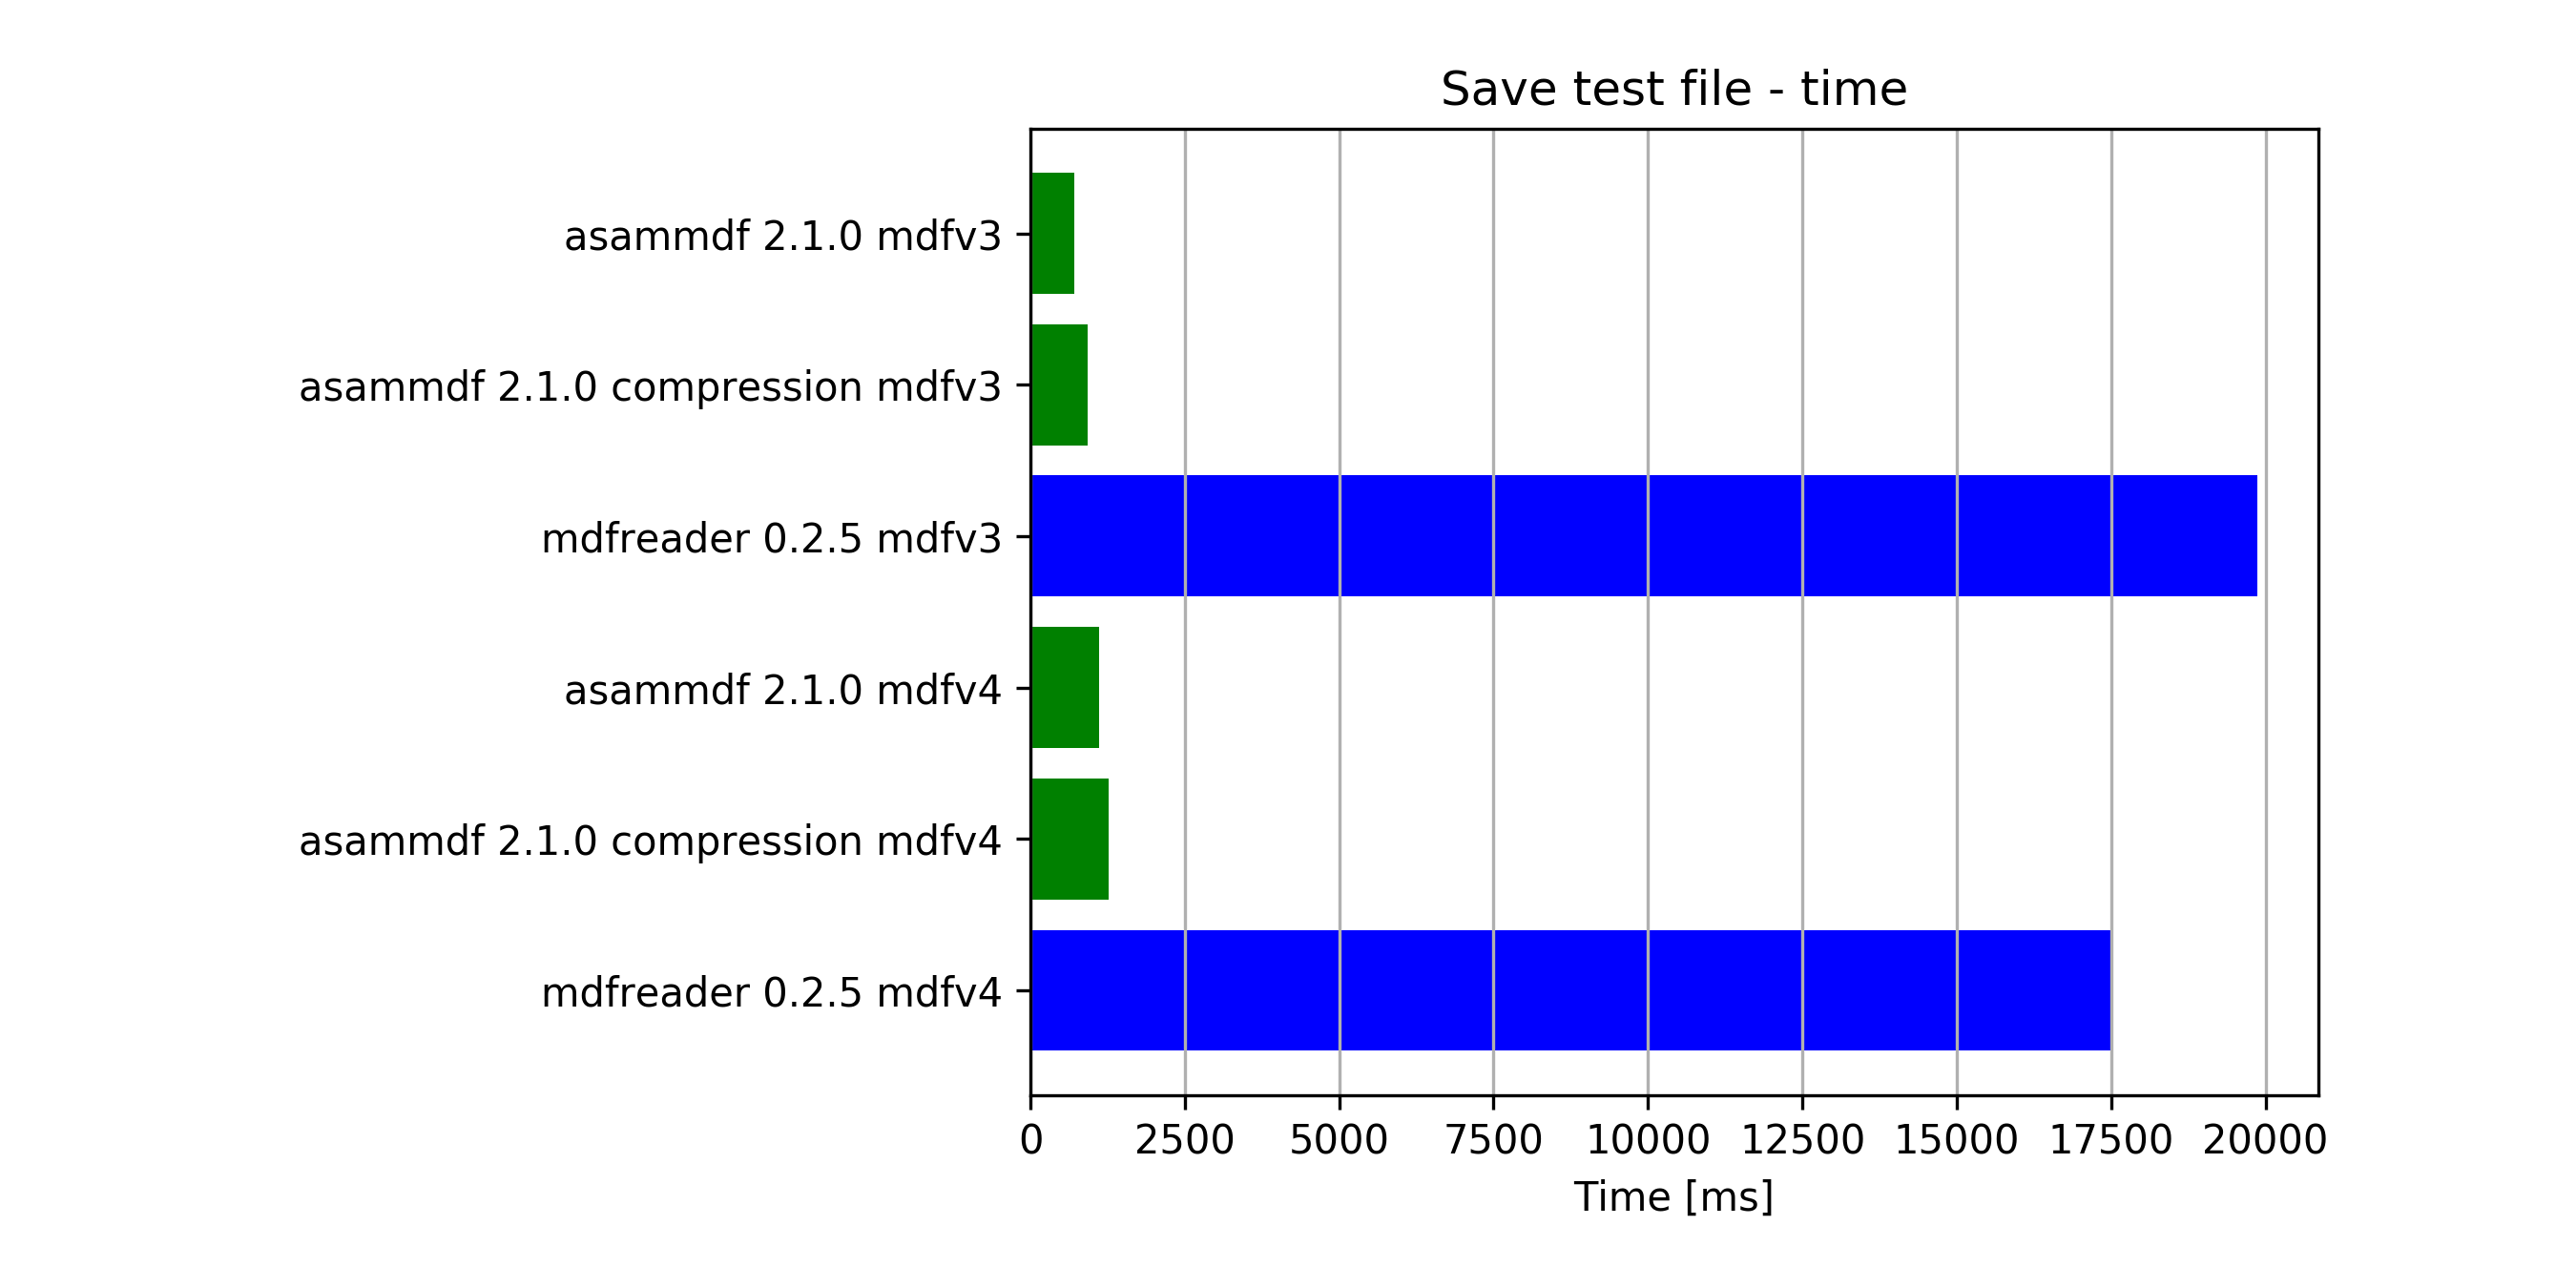 Save test file - time
asammdf 2.1.0 mdfv3
asammdf 2.1.0 compression mdfv3
mdfreader 0.2.5 mdfv3
asammdf 2.1.0 mdfv4
asammdf 2.1.0 compression mdfv4
mdfreader 0.2.5 mdfv4
0 2500 5000 7500 10000 12500 15000 17500 20000
Time [ms]